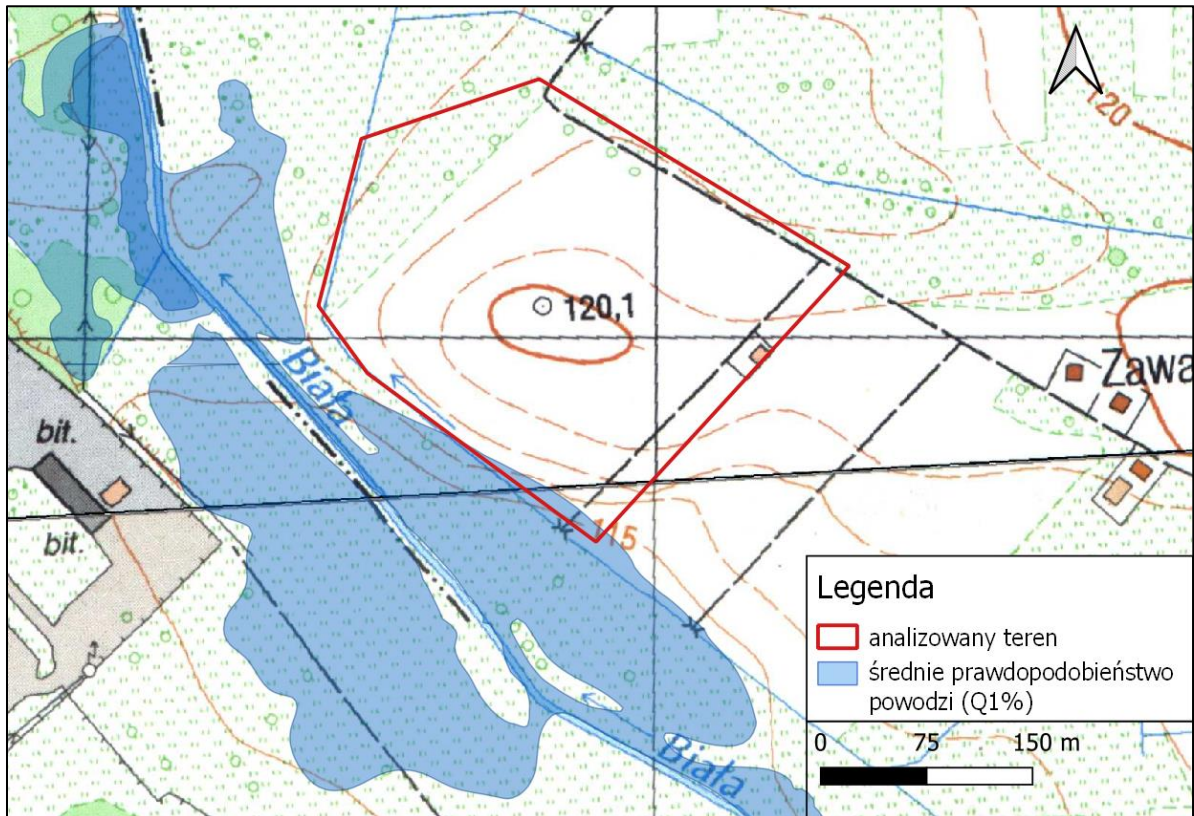 120
120,1
Biała
Zawa
bit.
bit.
115
Biała
Legenda
analizowany teren
średnie prawdopodobieństwo
powodzi (Q1%)
0 75 150 m